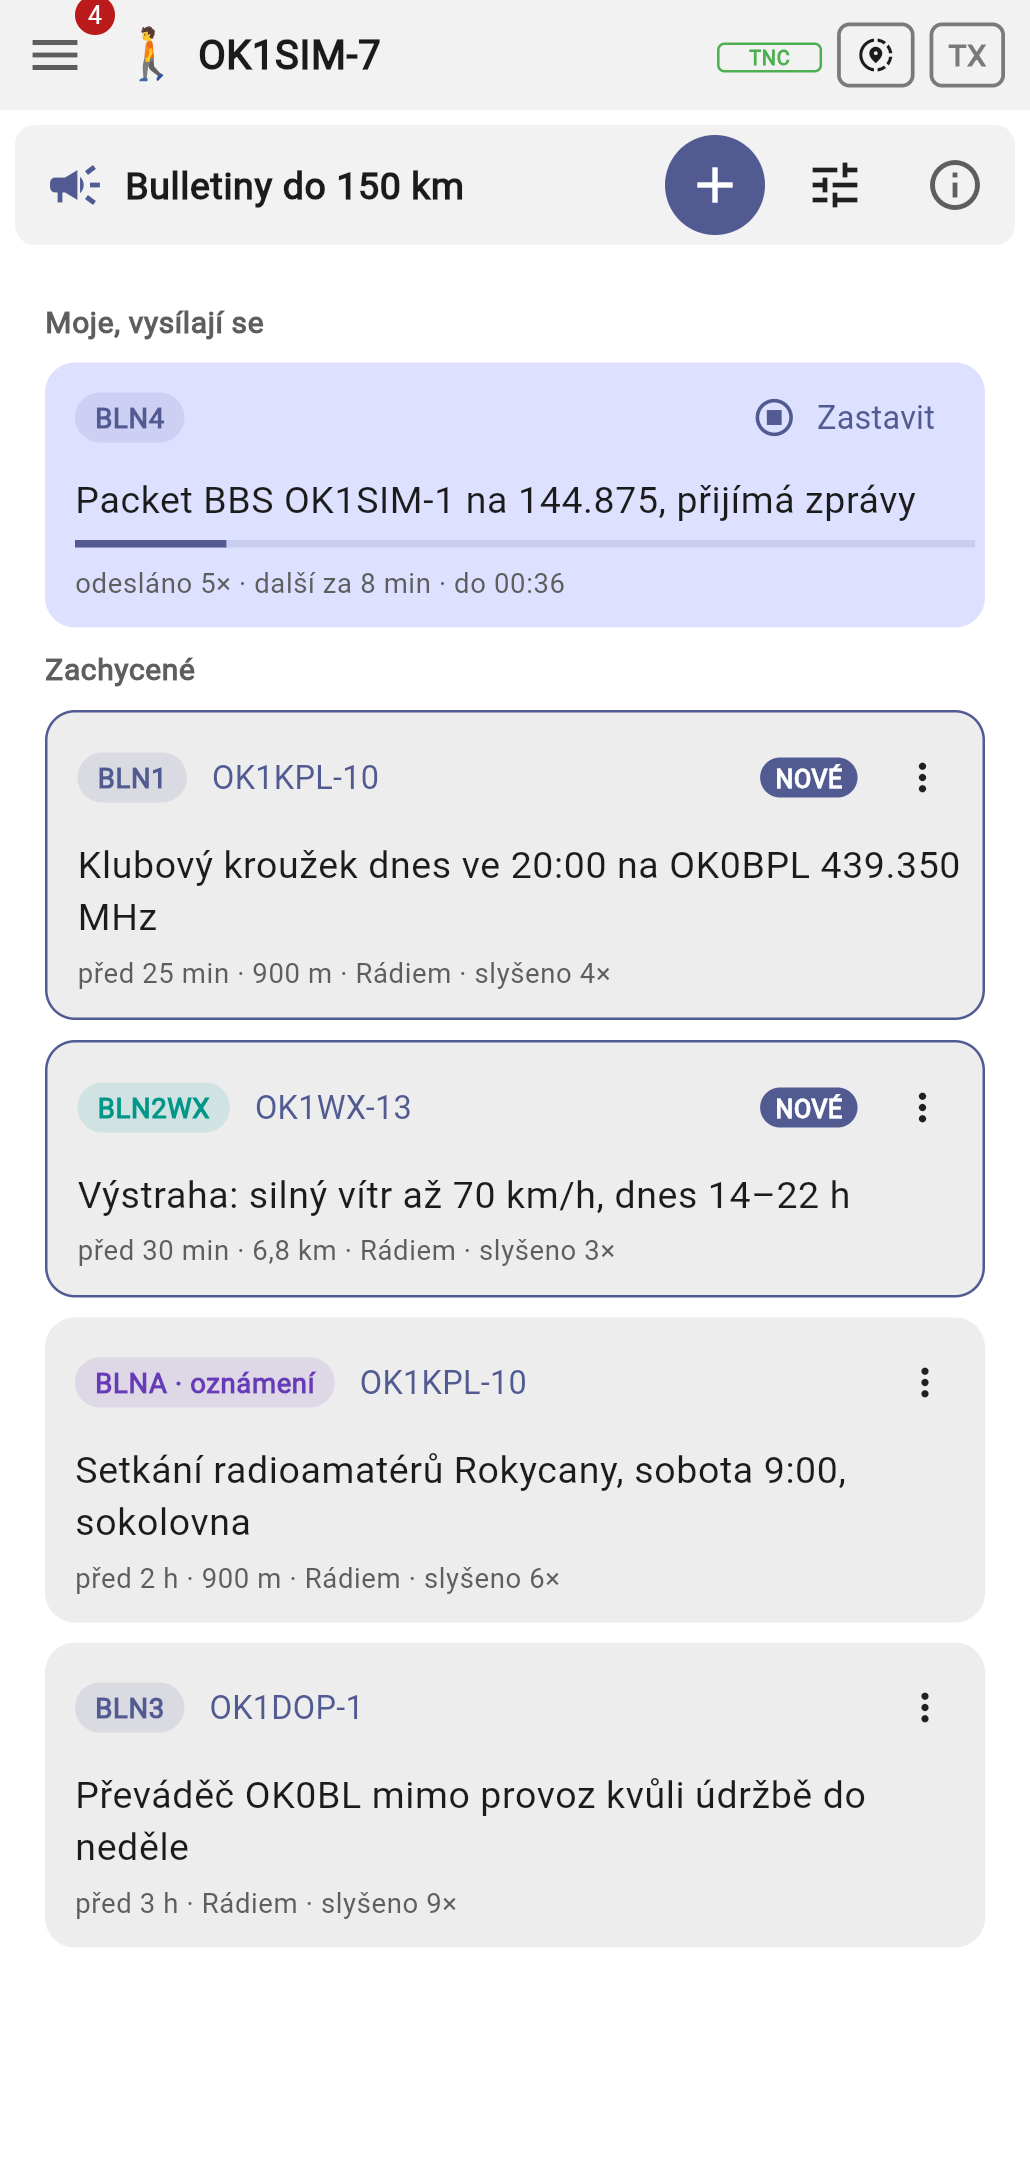 4
OK1SIM-7
TNC
TX
Bulletiny do 150 km
Moje, vysílají se
BLN4
Zastavit
Packet BBS OK1SIM-1 na 144.875, přijímá zprávy
odesláno 5× · další za 8 min · do 00:36
Zachycené
BLN1
OK1KPL-10
NOVÉ
Klubový kroužek dnes ve 20:00 na OK0BPL 439.350
MHz
před 25 min · 900 m · Rádiem · slyšeno 4×
BLN2WX
OK1WX-13
NOVÉ
Výstraha: silný vítr až 70 km/h, dnes 14–22 h
před 30 min · 6,8 km · Rádiem · slyšeno 3×
BLNA · oznámení
OK1KPL-10
Setkání radioamatérů Rokycany, sobota 9:00,
sokolovna
před 2 h · 900 m · Rádiem · slyšeno 6×
BLN3
OK1DOP-1
Převáděč OK0BL mimo provoz kvůli údržbě do
neděle
před 3 h · Rádiem · slyšeno 9×